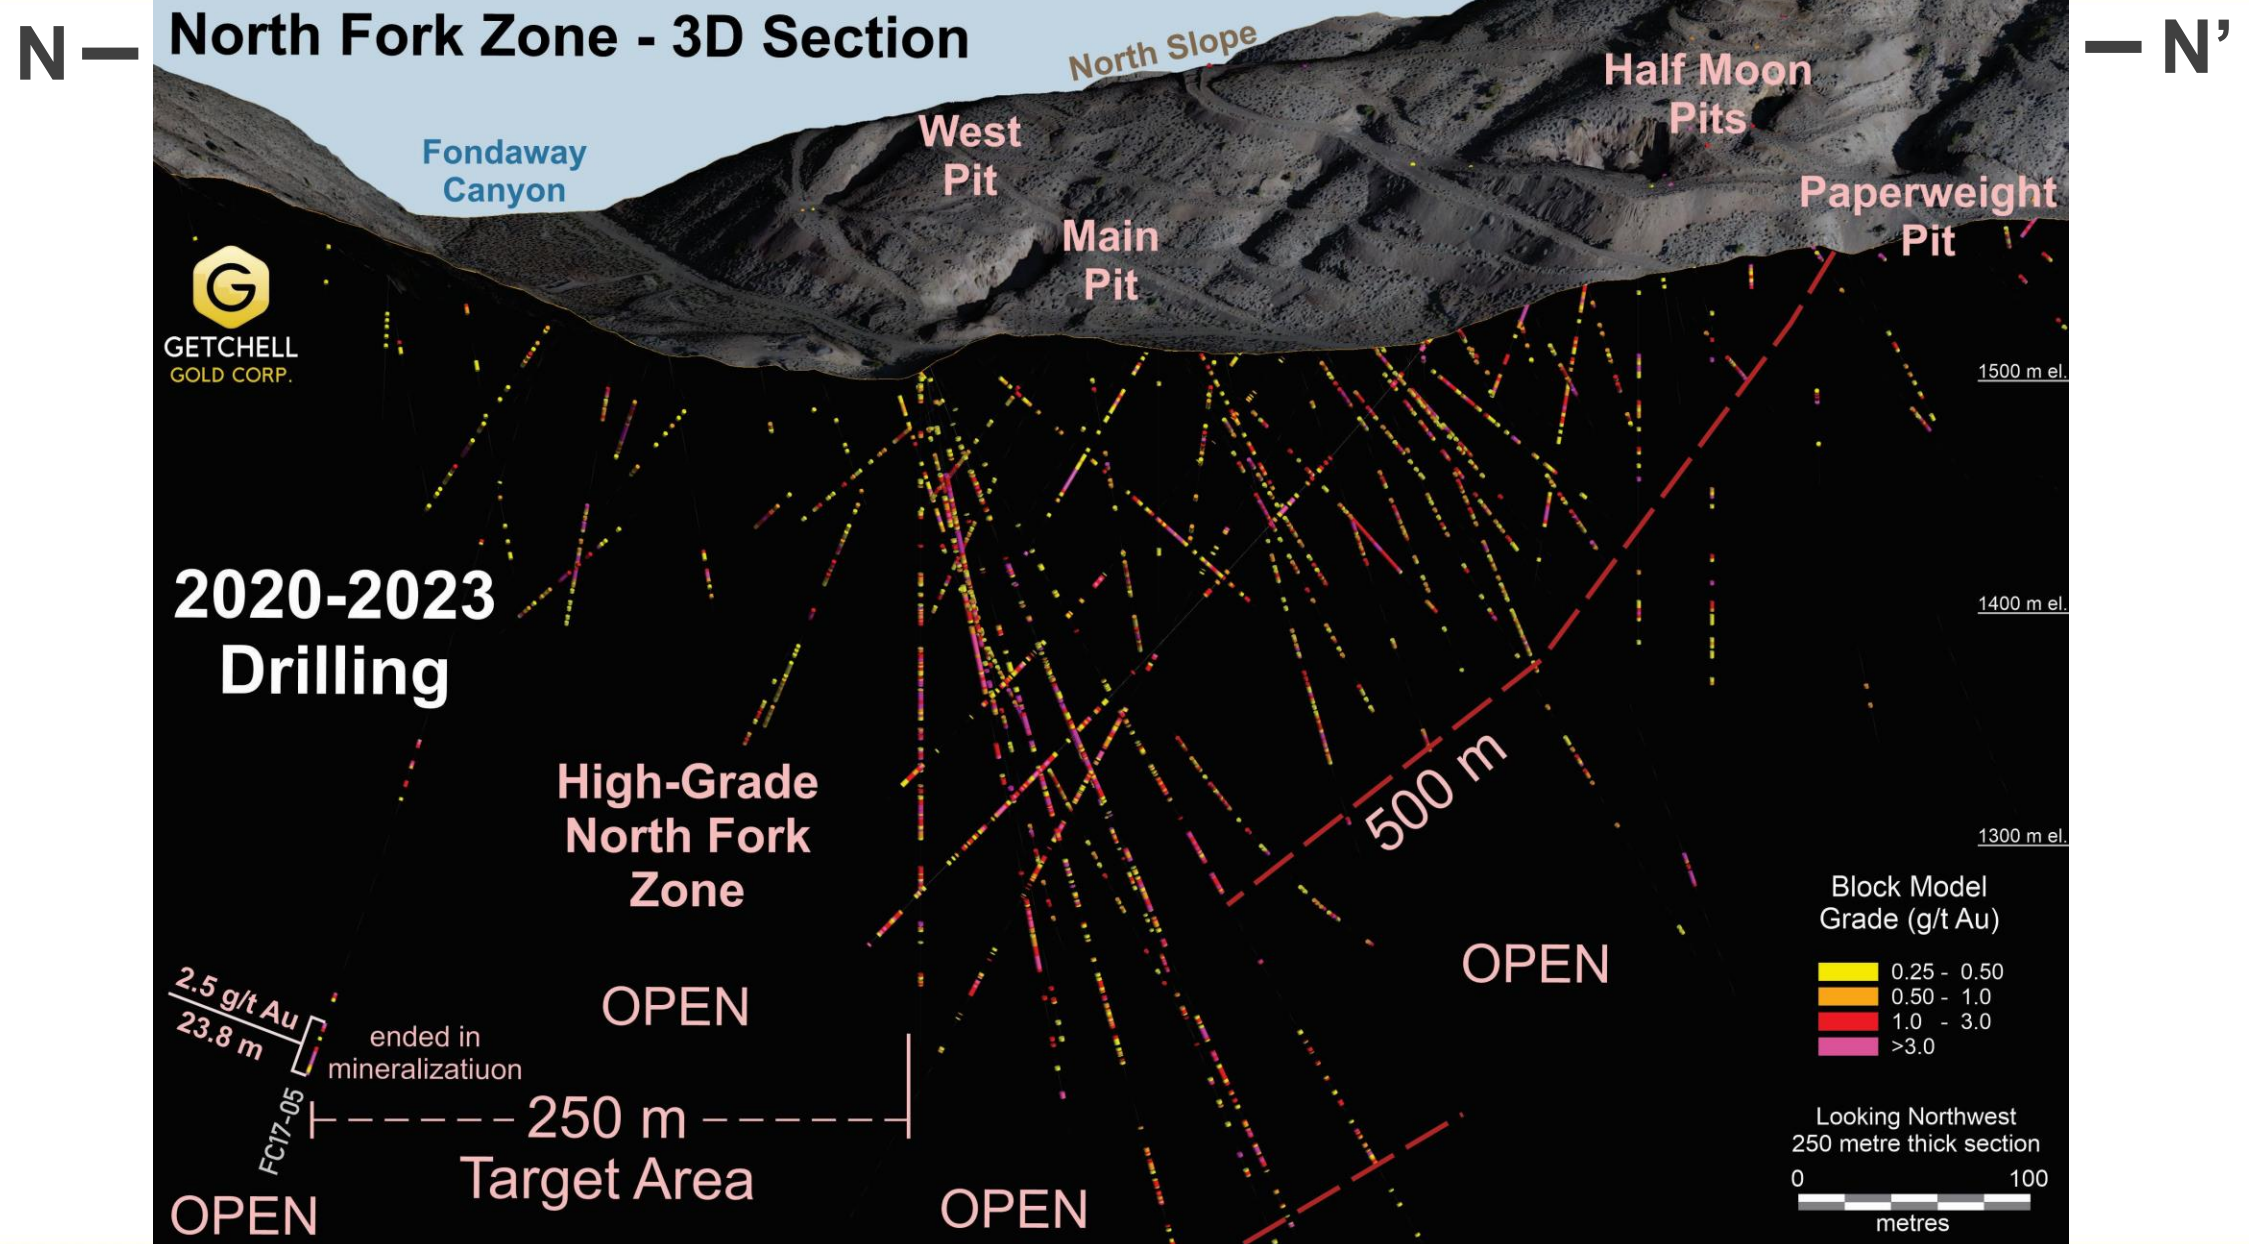 N
North Fork Zone - 3D Section
N’
North Slope
Half Moon
Pits
West
Pit
Fondaway
Canyon
Paperweight
Pit
Main
Pit
G
GETCHELL
GOLD CORP.
1500 m el.
2020-2023
Drilling
1400 m el.
High-Grade
North Fork
Zone
500 m
1300 m el.
Block Model
Grade (g/t Au)
0.25 - 0.50
0.50 - 1.0
1.0 - 3.0
>3.0
OPEN
OPEN
2.5 g/t Au
23.8 m
ended in
mineralizatiuon
FC17-05
250 m
Target Area
OPEN
OPEN
Looking Northwest
250 metre thick section
0 100
metres